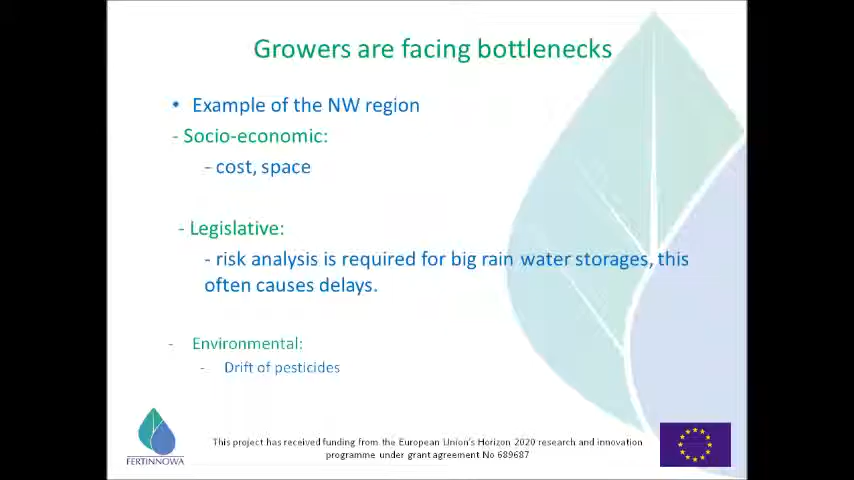 Growers are facing bottlenecks
• Example of the NW region
- Socio-economic:
- cost, space
- Legislative:
- risk analysis is required for big rain water storages, this
often causes delays.
- Environmental:
- Drift of pesticides
This project has received funding from the European Union's Horizon 2020 research and innovation
programme under grant agreement No 689687
FERTINNOWA